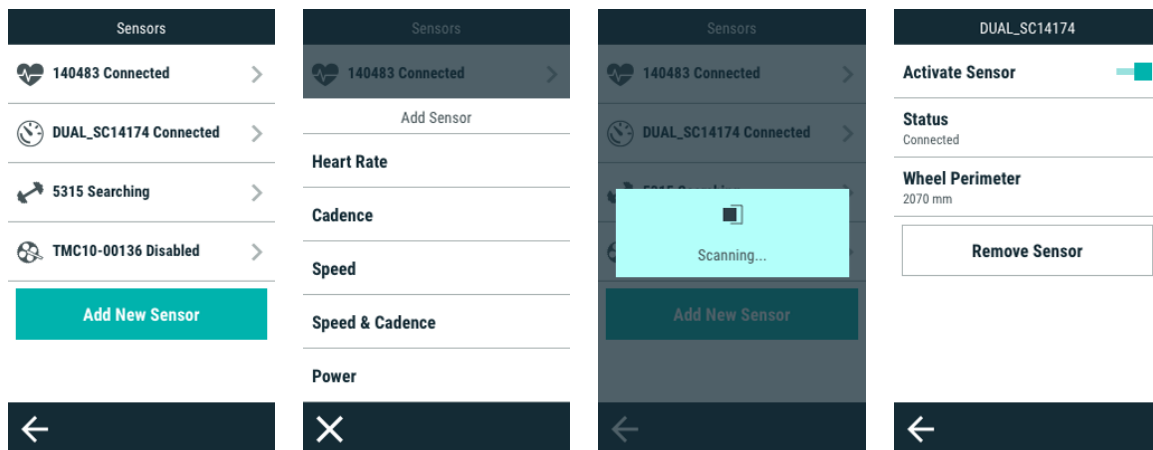 Sensors
140483 Connected
DUAL_SC14174 Connected
5315 Searching
TMC10-00136 Disabled
Add New Sensor
Sensors
140483 Connected
Add Sensor
Heart Rate
Cadence
Speed
Speed & Cadence
Power
Sensors
140483 Connected
DUAL_SC14174 Connected
Scanning...
Add New Sensor
DUAL_SC14174
Activate Sensor
Status
Connected
Wheel Perimeter
2070 mm
Remove Sensor